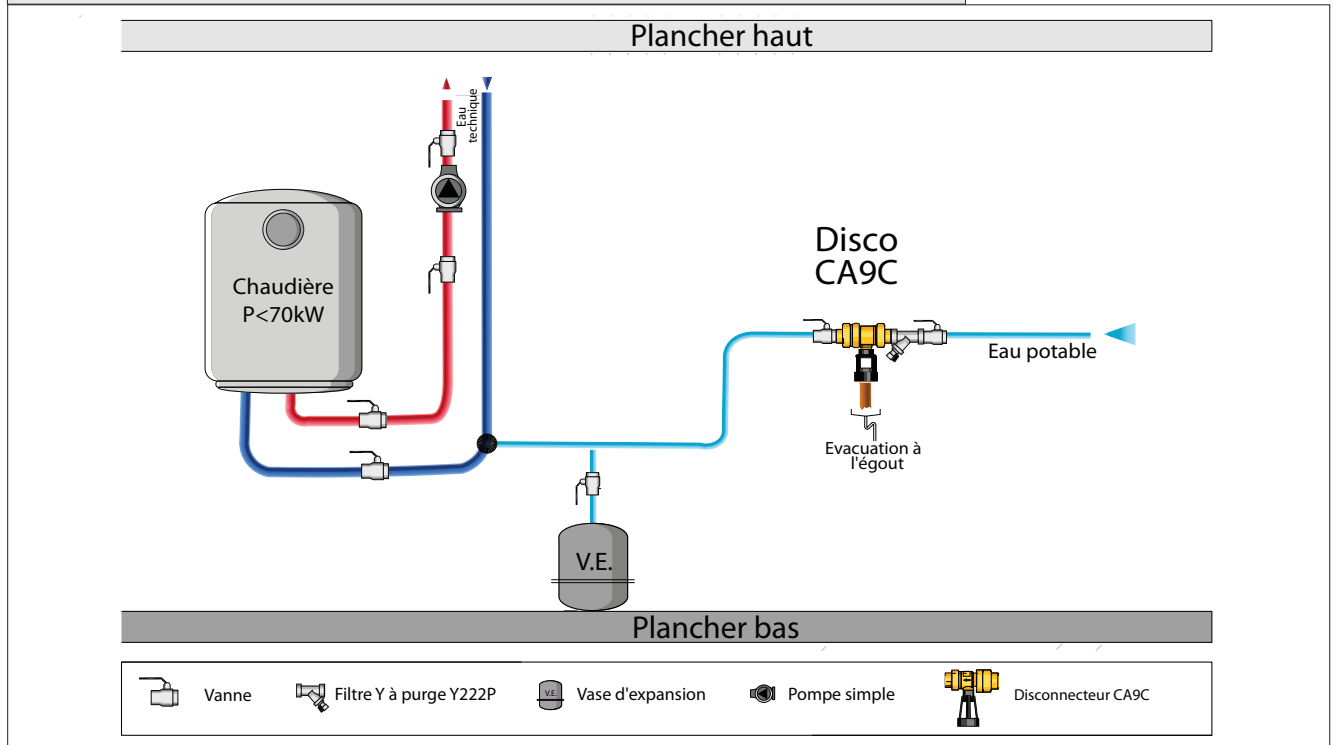 Plancher haut
Eau
technique
Chaudière
P<70kW
Disco
CA9C
Eau potable
Evacuation à
l'égout
V.E.
Plancher bas
Vanne
Filtre Y à purge Y222P
V.E.
Vase d'expansion
Pompe simple
Disconnecteur CA9C